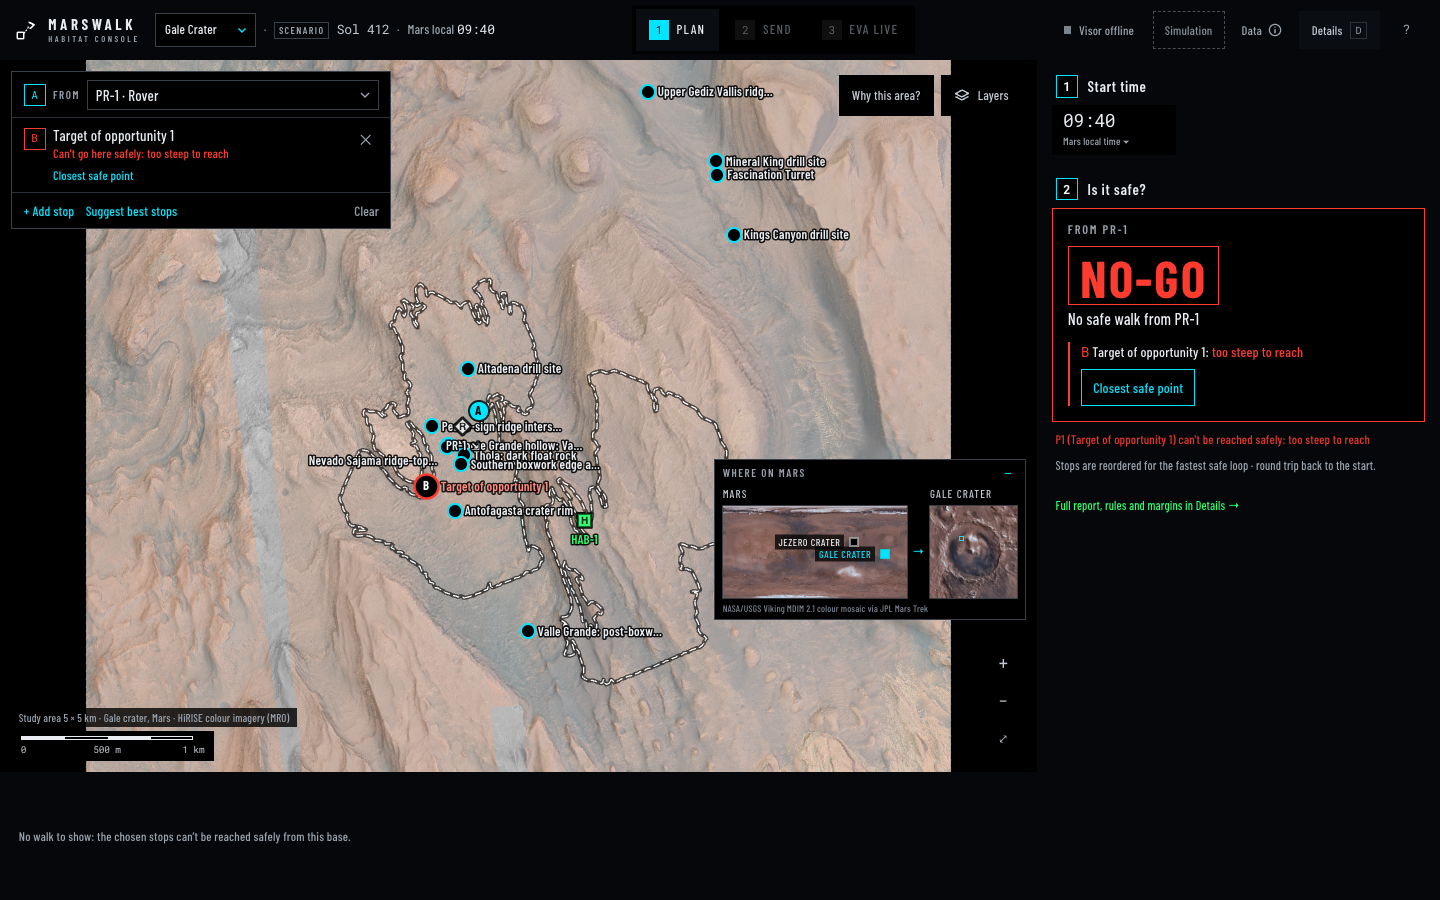 MARSWALK
HABITAT CONSOLE
Gale Crater
· SCENARIO Sol 412 · Mars local 09:40
1 PLAN
2 SEND
3 EVA LIVE
Visor offline
Simulation
Data
Details D
?
A FROM PR-1 · Rover
B Target of opportunity 1
Can't go here safely: too steep to reach
Closest safe point
+ Add stop Suggest best stops Clear
Why this area?
Layers
Upper Gediz Vallis ridg...
Mineral King drill site
Fascination Turret
Kings Canyon drill site
Altadena drill site
A
-sign ridge inters...
PR-1
e Grande hollow: Va...
Thola: dark float rock
Nevado Sajama ridge-top...
Southern boxwork edge a...
B Target of opportunity 1
Antofagasta crater rim
H
HAB-1
Valle Grande: post-boxw...
WHERE ON MARS −
MARS
GALE CRATER
JEZERO CRATER
GALE CRATER
→
NASA/USGS Viking MDIM 2.1 colour mosaic via JPL Mars Trek
+
−
Study area 5 × 5 km · Gale crater, Mars · HiRISE colour imagery (MRO)
0 500 m 1 km
No walk to show: the chosen stops can't be reached safely from this base.
1 Start time
09:40
Mars local time
2 Is it safe?
FROM PR-1
NO-GO
No safe walk from PR-1
B Target of opportunity 1: too steep to reach
Closest safe point
P1 (Target of opportunity 1) can't be reached safely: too steep to reach
Stops are reordered for the fastest safe loop · round trip back to the start.
Full report, rules and margins in Details →